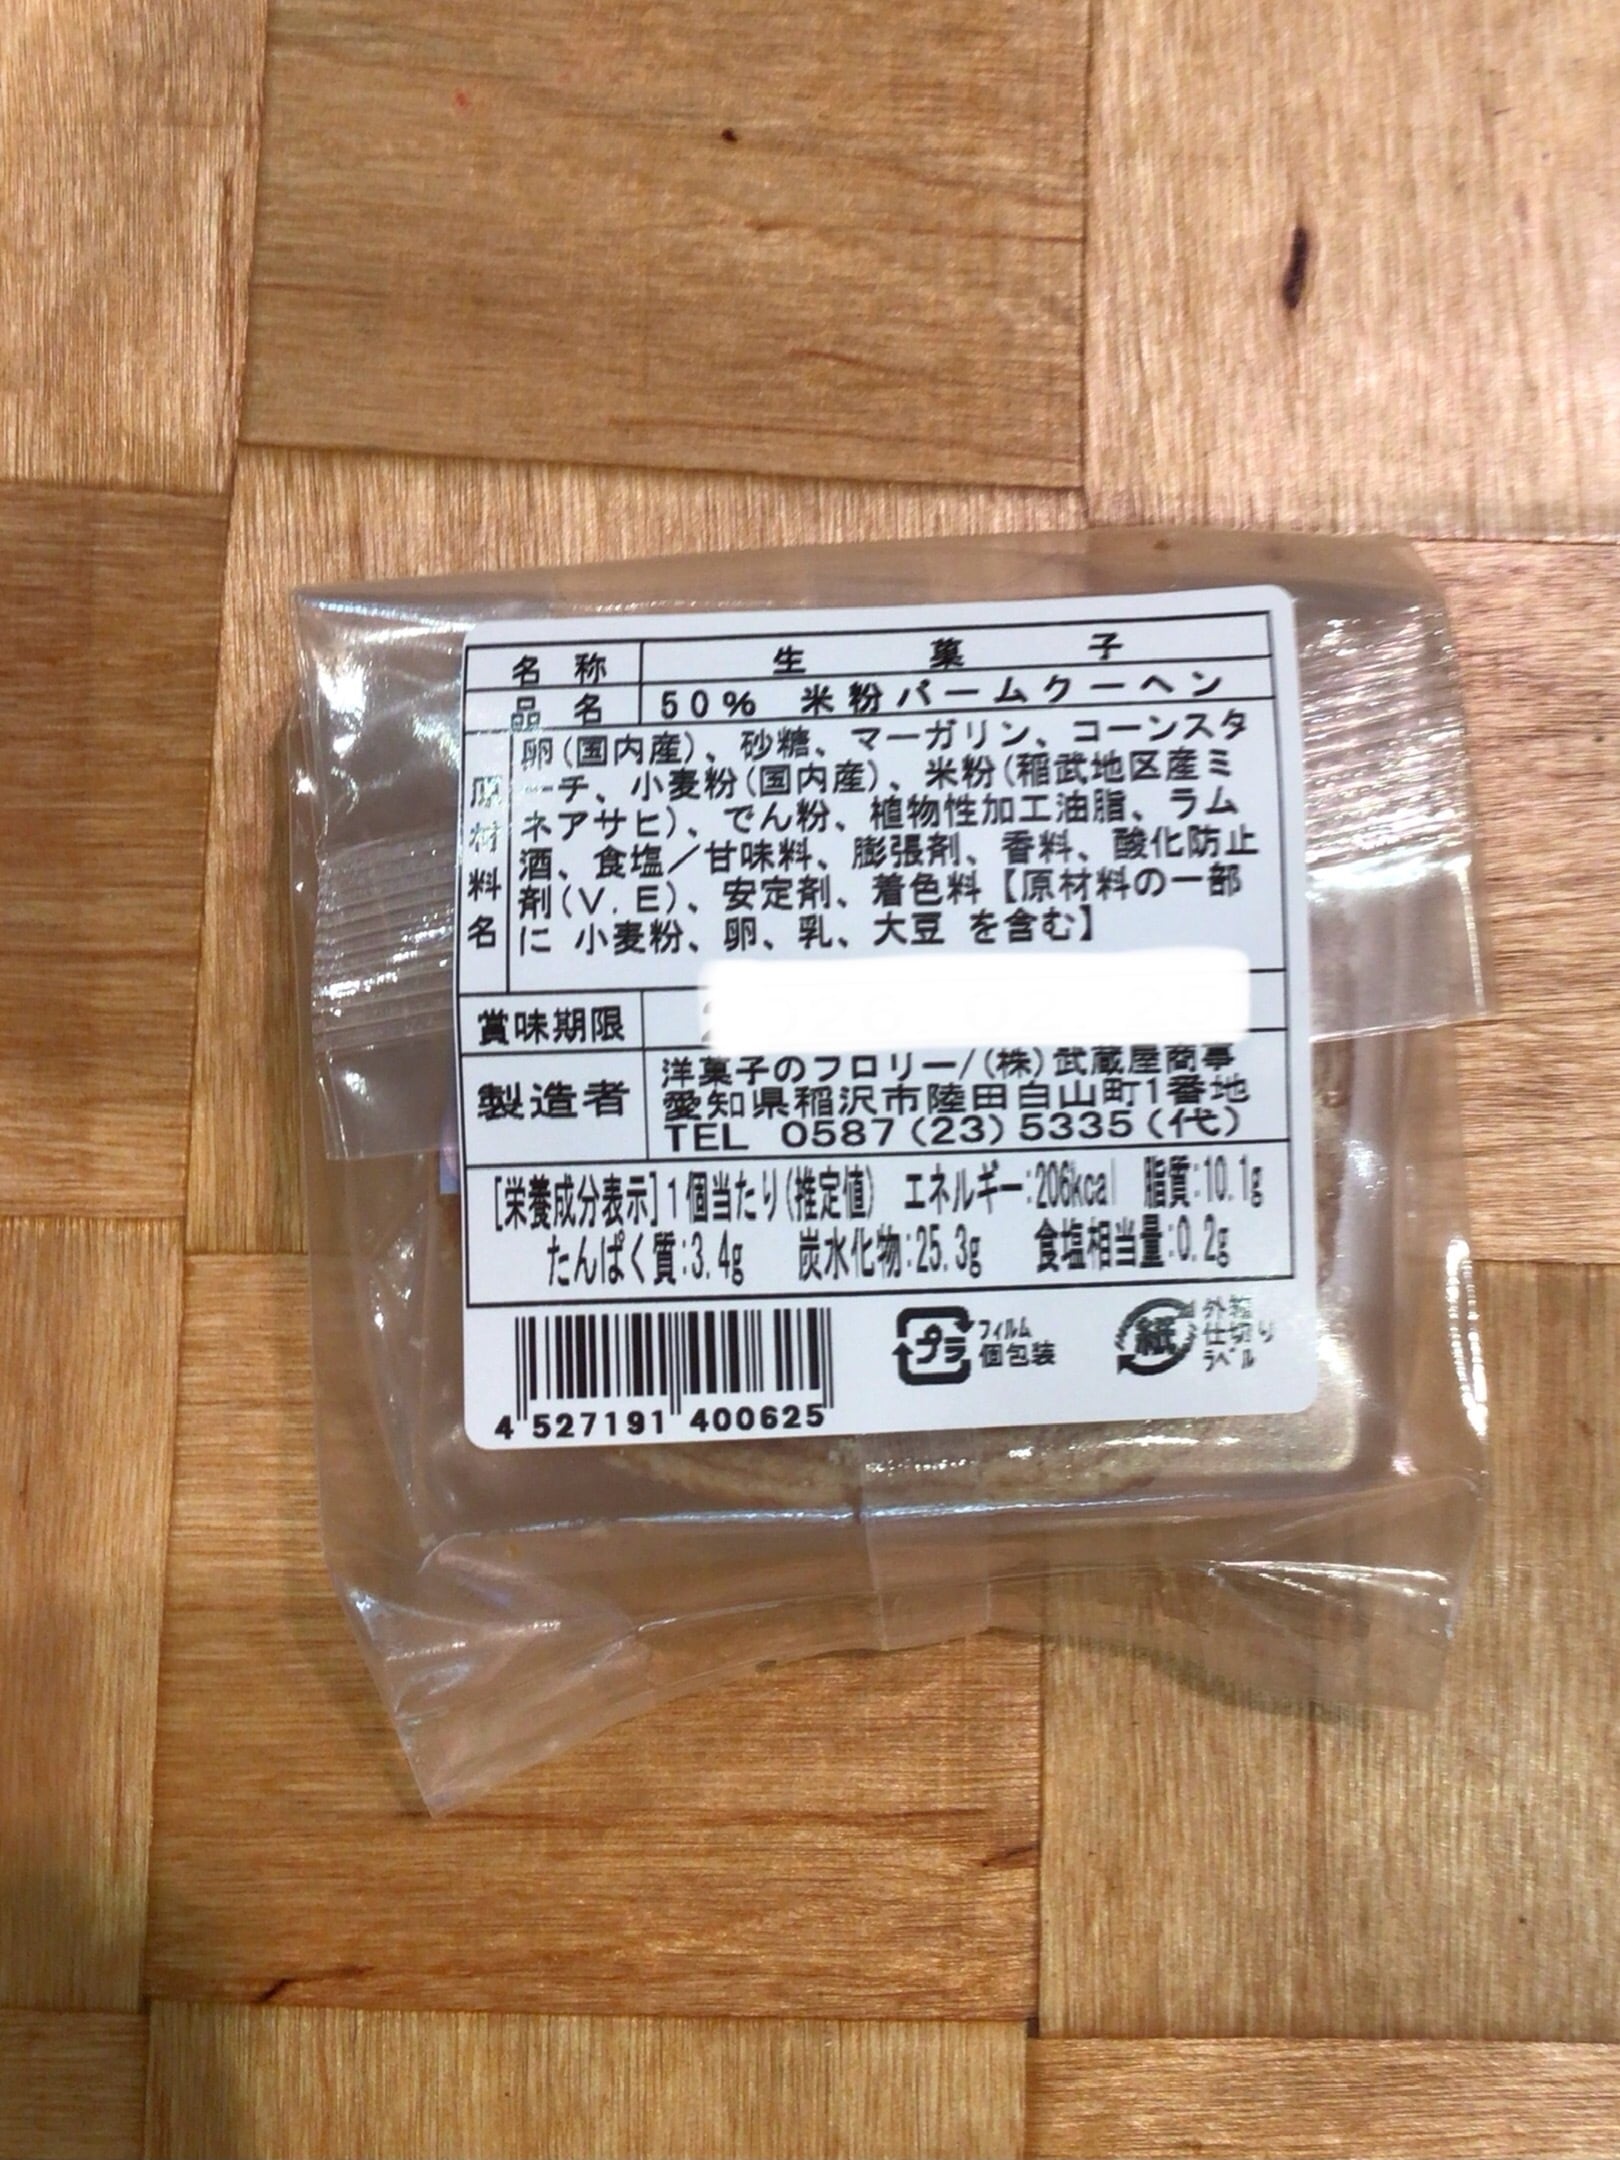 名称 生菓子
品名 50% 米粉バームクーヘン
原材料名
卵(国内産)、砂糖、マーガリン、コーンスタ
ーチ、小麦粉(国内産)、米粉(稲武地区産ミ
ネアサヒ)、でん粉、植物性加工油脂、ラム
酒、食塩/甘味料、膨張剤、香料、酸化防止
剤(V.E)、安定剤、着色料【原材料の一部
に 小麦粉、卵、乳、大豆 を含む】
賞味期限
製造者
洋菓子のフロリー/(株)武蔵屋商事
愛知県稲沢市陸田白山町1番地
TEL 0587(23)5335(代)
[栄養成分表示]1個当たり(推定値) エネルギー:206kcal 脂質:10.1g
たんぱく質:3.4g 炭水化物:25.3g 食塩相当量:0.2g
4 527191 400625
プラ フィルム 個包装
紙 外箱 仕切り ラベル